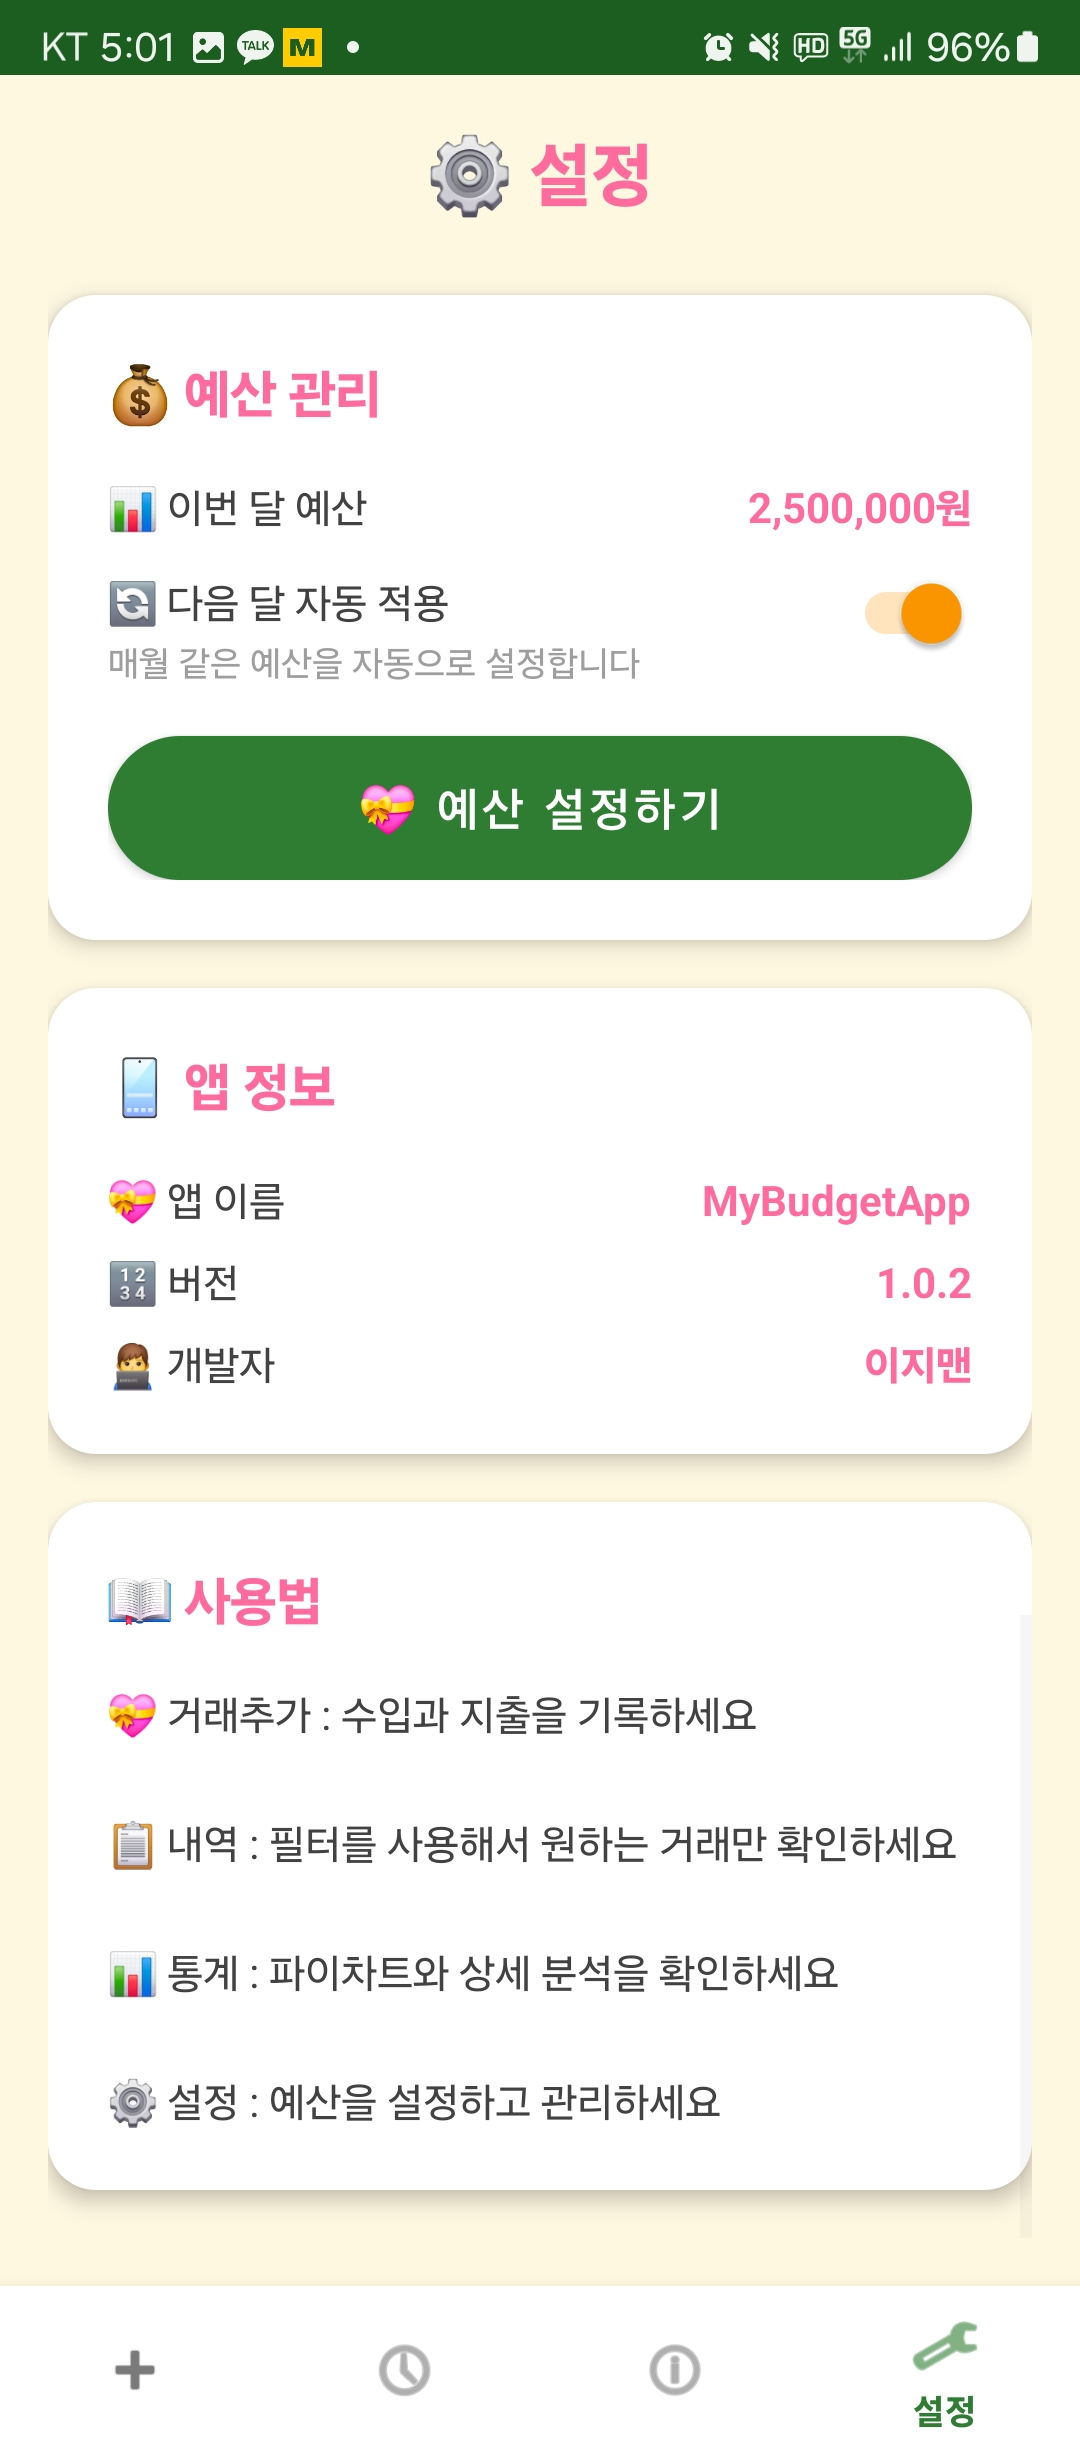 KT 5:01 TALK M HD 5G 96%
설정
예산 관리
이번 달 예산 2,500,000원
다음 달 자동 적용
매월 같은 예산을 자동으로 설정합니다
예산 설정하기
앱 정보
앱 이름 MyBudgetApp
버전 1.0.2
개발자 이지맨
사용법
거래추가 : 수입과 지출을 기록하세요
내역 : 필터를 사용해서 원하는 거래만 확인하세요
통계 : 파이차트와 상세 분석을 확인하세요
설정 : 예산을 설정하고 관리하세요
설정